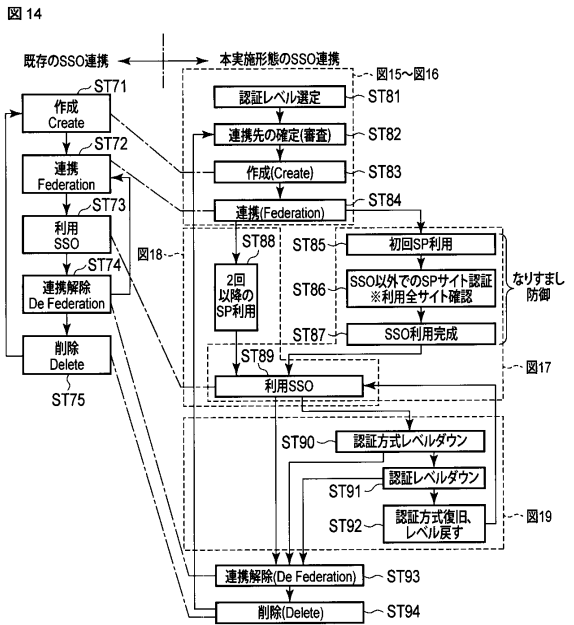 図 14
既存のSSO連携
本実施形態のSSO連携
図15～図16
ST71
作成
Create
ST72
連携
Federation
ST73
利用
SSO
ST74
連携解除
De Federation
削除
Delete
ST75
認証レベル選定
ST81
連携先の確定(審査)
ST82
作成(Create)
ST83
連携(Federation)
ST84
図18
ST88
2回
以降の
SP利用
ST85
初回SP利用
ST86
SSO以外でのSPサイト認証
※利用全サイト確認
ST87
SSO利用完成
なりすまし
防御
図17
ST89
利用SSO
ST90
認証方式レベルダウン
ST91
認証レベルダウン
ST92
認証方式復旧、
レベル戻す
図19
連携解除(De Federation)
ST93
削除(Delete)
ST94